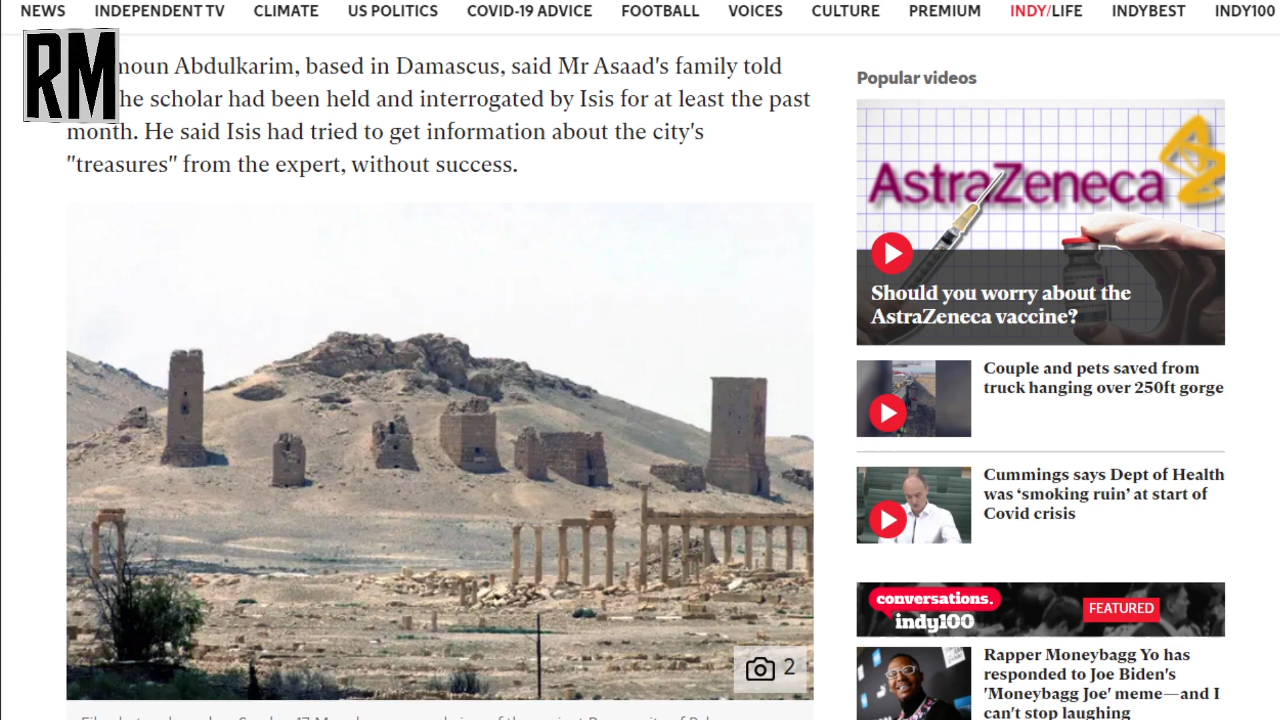 NEWS INDEPENDENT TV CLIMATE US POLITICS COVID-19 ADVICE FOOTBALL VOICES CULTURE PREMIUM INDY/LIFE INDYBEST INDY100
RM
moun Abdulkarim, based in Damascus, said Mr Asaad's family told
he scholar had been held and interrogated by Isis for at least the past
month. He said Isis had tried to get information about the city's
"treasures" from the expert, without success.
2
Popular videos
AstraZeneca
Should you worry about the
AstraZeneca vaccine?
Couple and pets saved from
truck hanging over 250ft gorge
Cummings says Dept of Health
was ‘smoking ruin’ at start of
Covid crisis
conversations.
indy100
FEATURED
Rapper Moneybagg Yo has
responded to Joe Biden's
'Moneybagg Joe' meme—and I
can't stop laughing